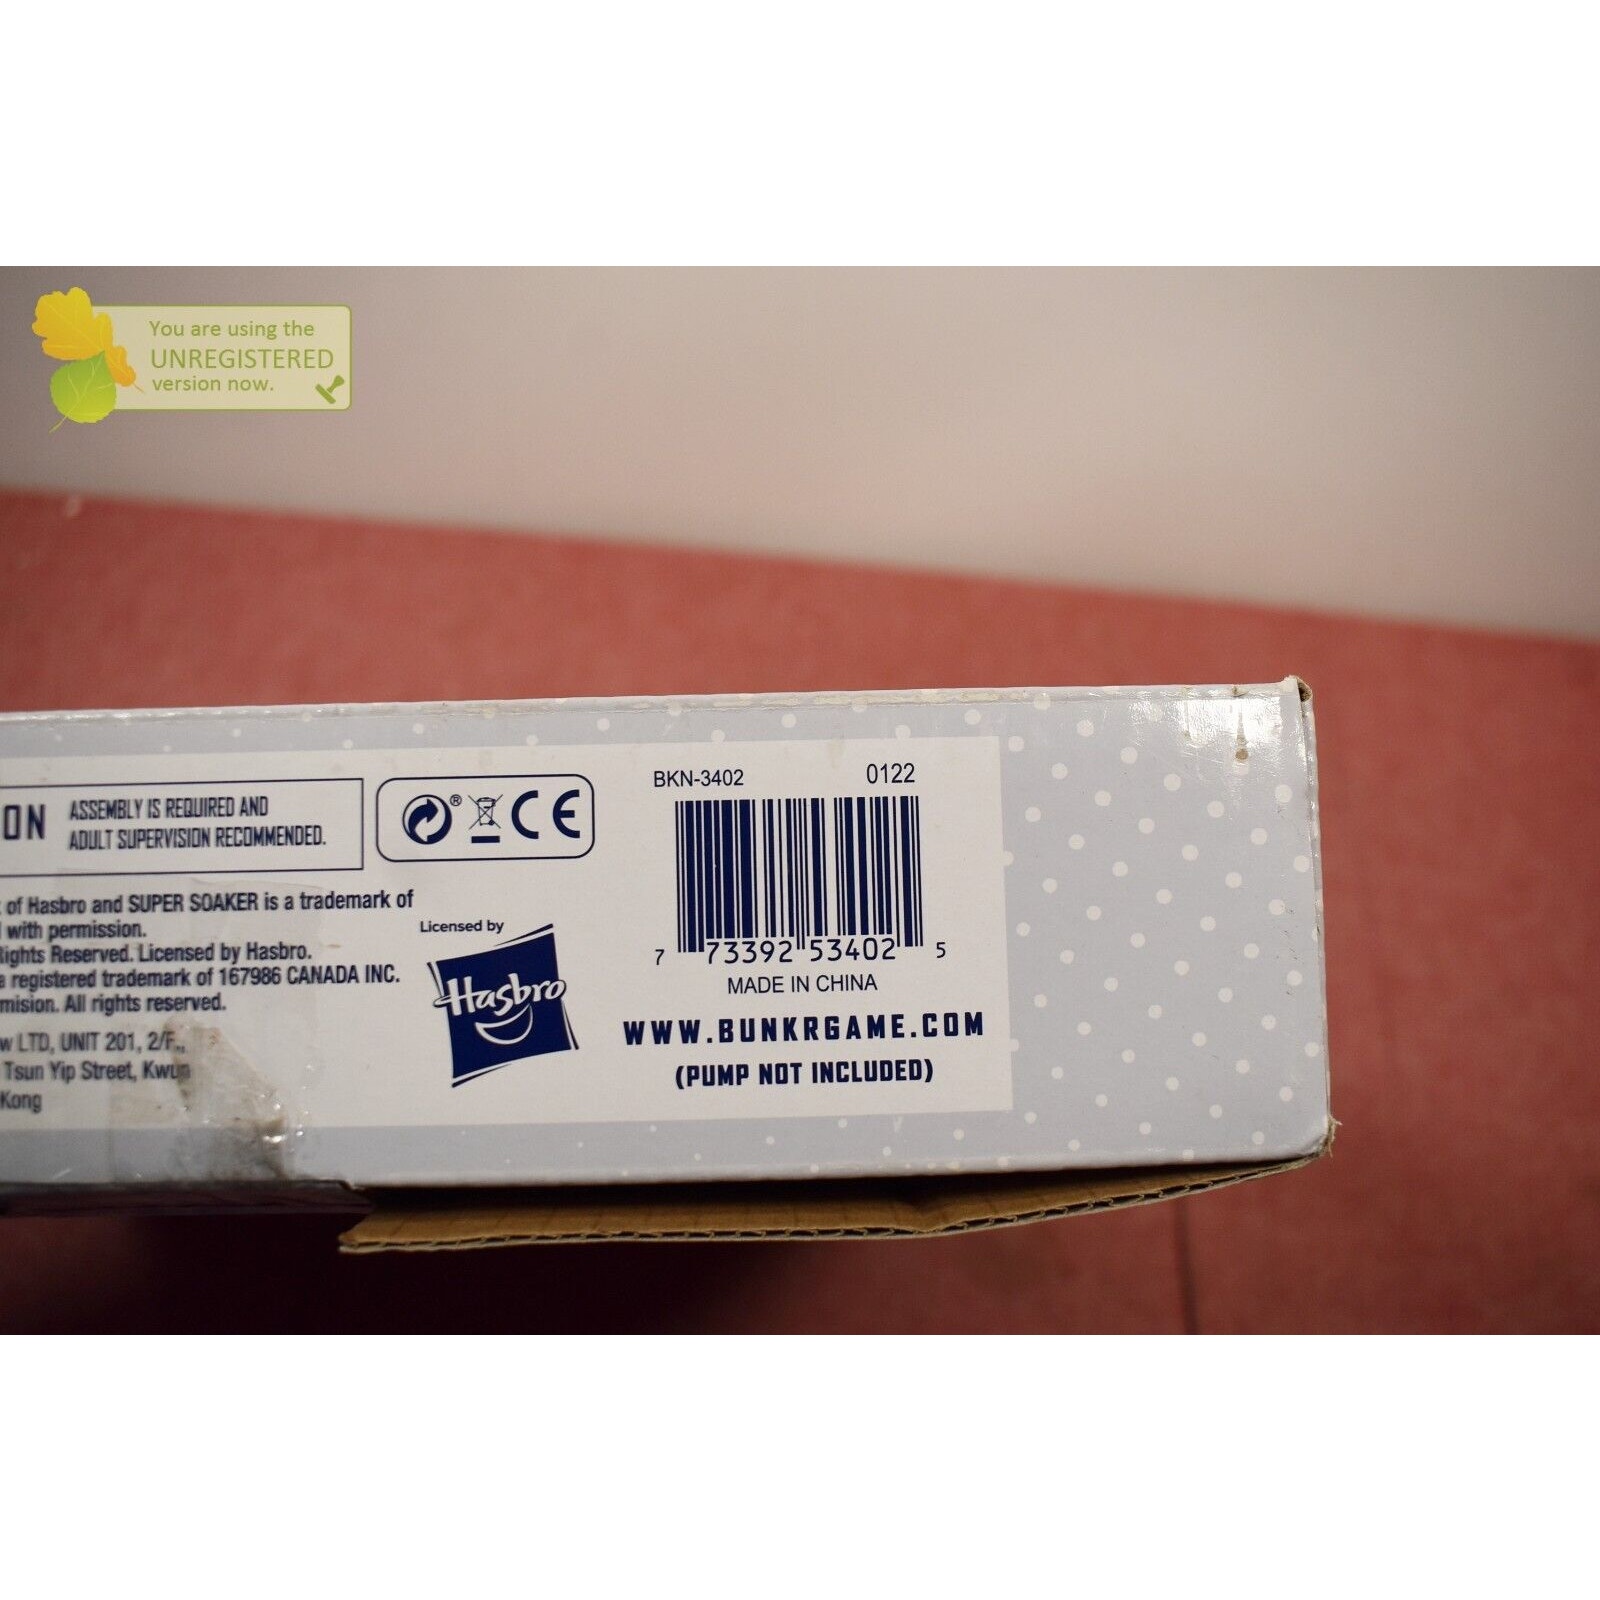 You are using the
UNREGISTERED
version now.
BKN-3402 0122
ON ASSEMBLY IS REQUIRED AND
ADULT SUPERVISION RECOMMENDED.
® CE
of Hasbro and SUPER SOAKER is a trademark of
with permission.
Rights Reserved. Licensed by Hasbro.
a registered trademark of 167986 CANADA INC.
mision. All rights reserved.
w LTD, UNIT 201, 2/F.,
Tsun Yip Street, Kwun
Kong
Licensed by
Hasbro
7 73392 53402 5
MADE IN CHINA
WWW.BUNKRGAME.COM
(PUMP NOT INCLUDED)